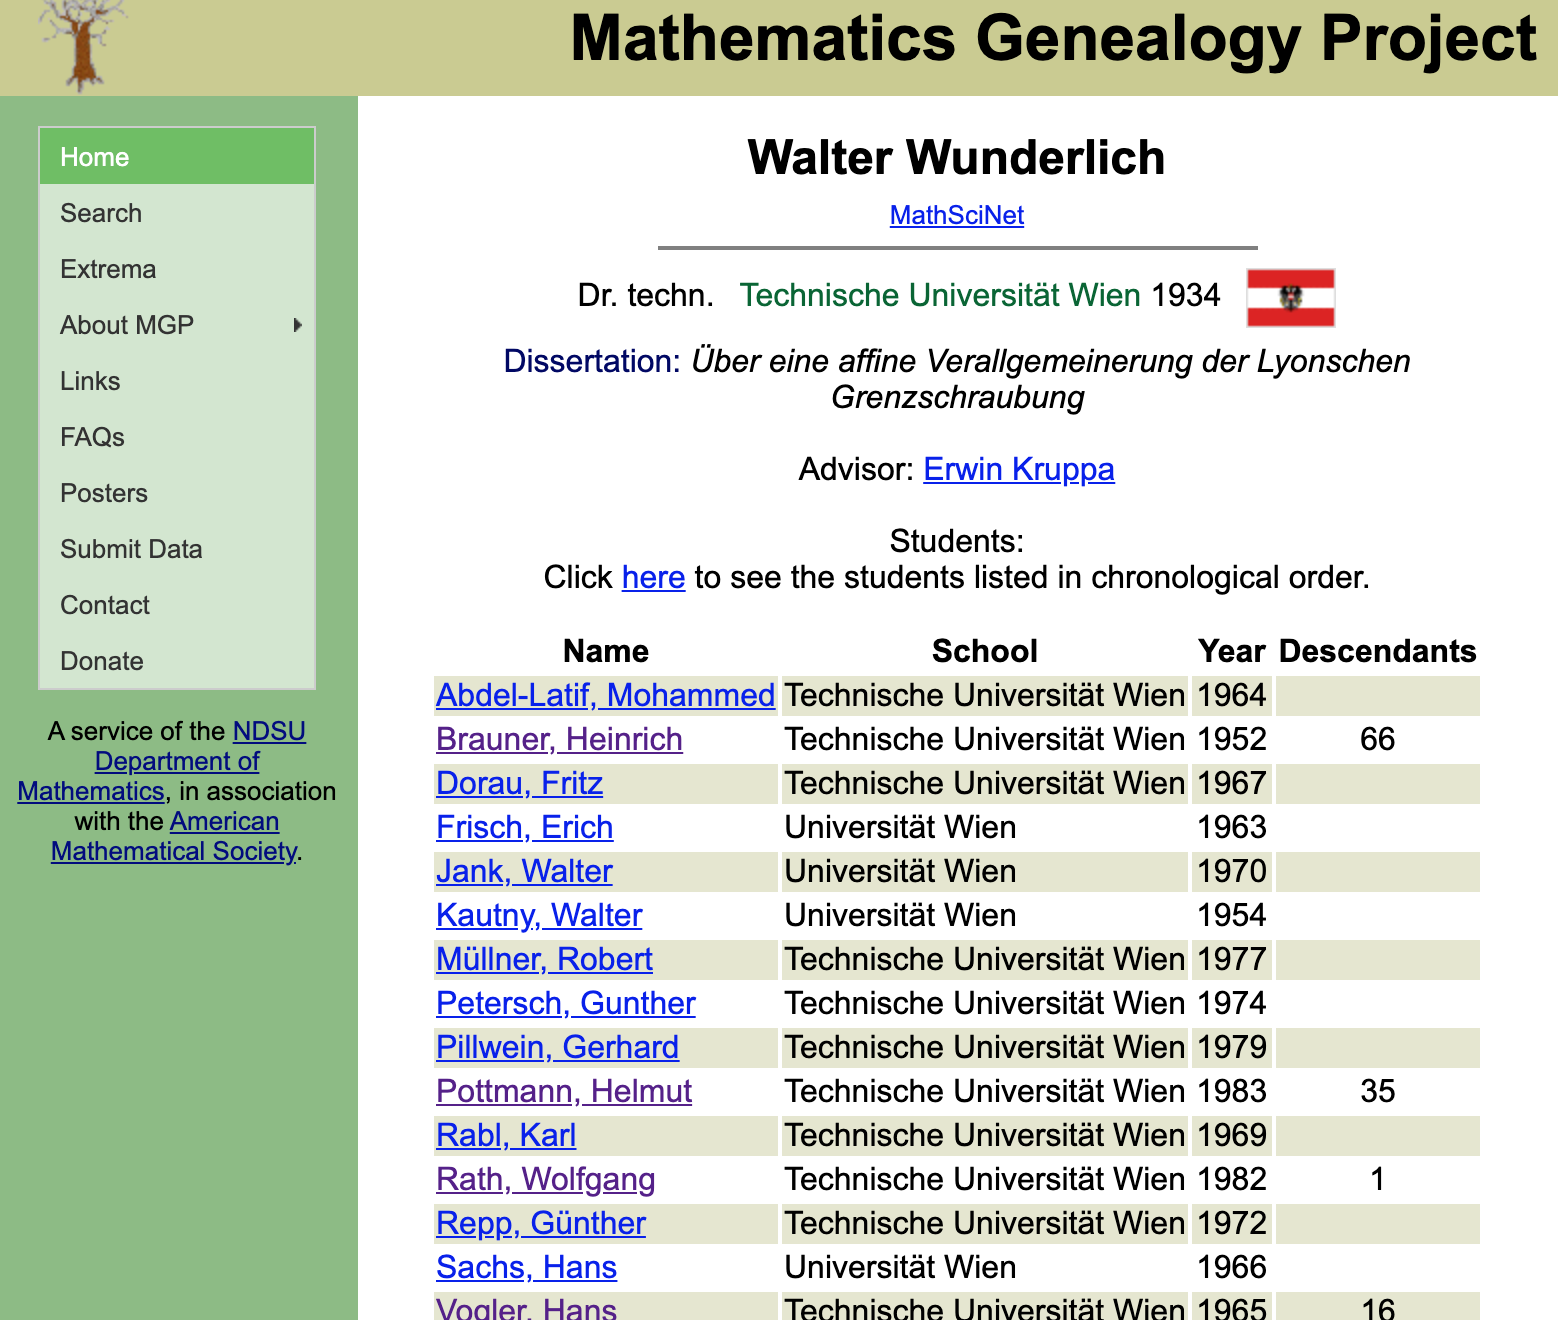 Mathematics Genealogy Project
Home
Search
Extrema
About MGP
Links
FAQs
Posters
Submit Data
Contact
Donate
A service of the NDSU
Department of
Mathematics, in association
with the American
Mathematical Society.
Walter Wunderlich
MathSciNet
Dr. techn. Technische Universität Wien 1934
Dissertation: Über eine affine Verallgemeinerung der Lyonschen
Grenzschraubung
Advisor: Erwin Kruppa
Students:
Click here to see the students listed in chronological order.
Name School Year Descendants
Abdel-Latif, Mohammed Technische Universität Wien 1964
Brauner, Heinrich Technische Universität Wien 1952 66
Dorau, Fritz Technische Universität Wien 1967
Frisch, Erich Universität Wien 1963
Jank, Walter Universität Wien 1970
Kautny, Walter Universität Wien 1954
Müllner, Robert Technische Universität Wien 1977
Petersch, Gunther Technische Universität Wien 1974
Pillwein, Gerhard Technische Universität Wien 1979
Pottmann, Helmut Technische Universität Wien 1983 35
Rabl, Karl Technische Universität Wien 1969
Rath, Wolfgang Technische Universität Wien 1982 1
Repp, Günther Technische Universität Wien 1972
Sachs, Hans Universität Wien 1966
Vogler, Hans Technische Universität Wien 1965 16